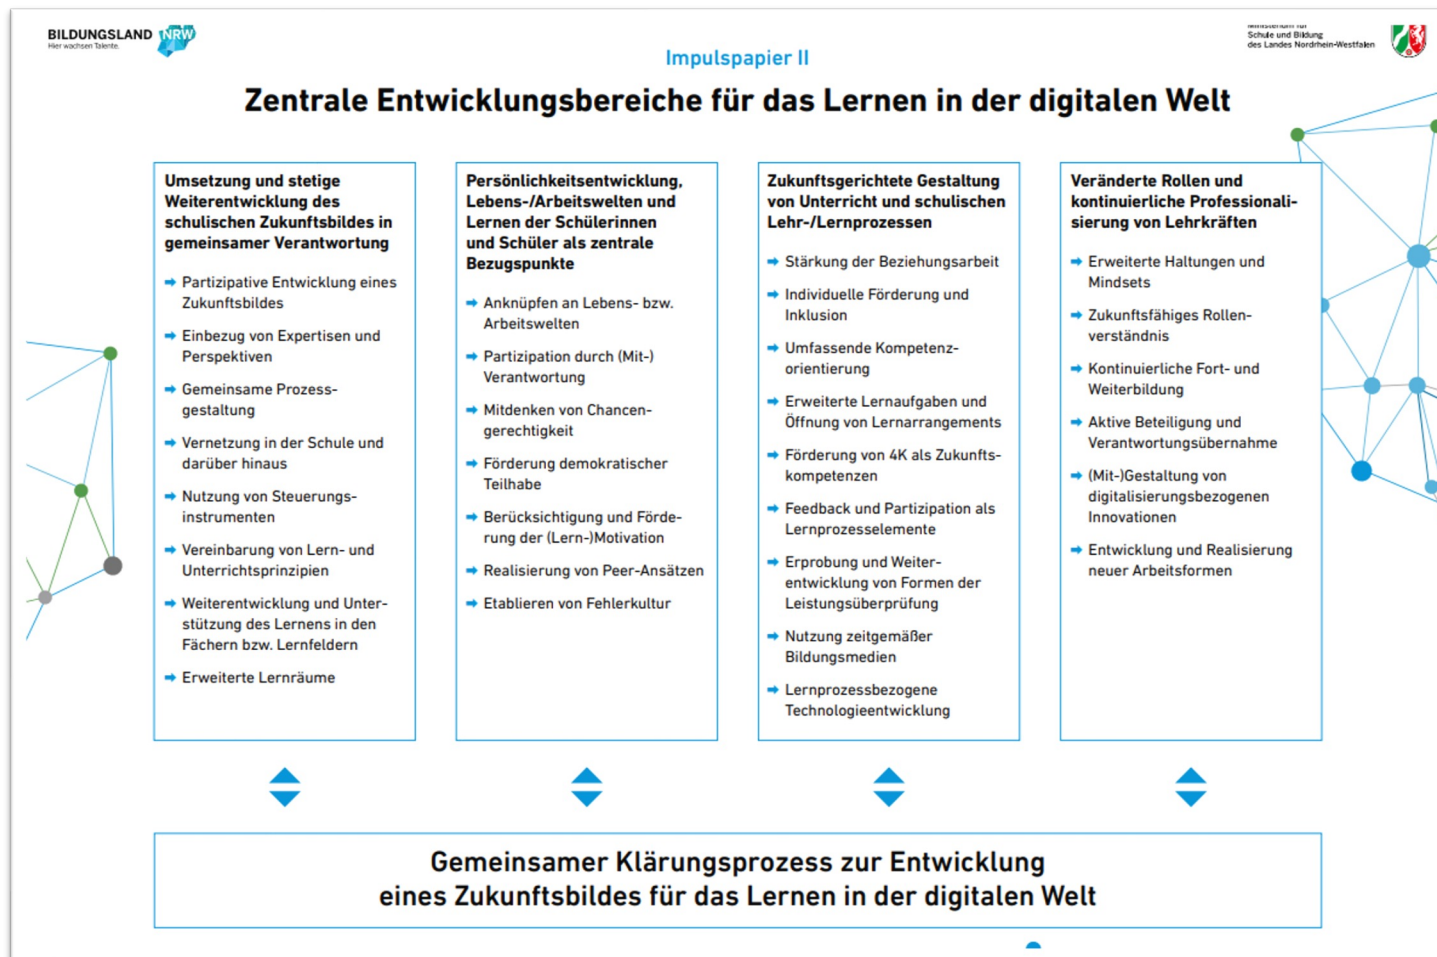 BILDUNGSLAND NRW
Hier wachsen Talente.
Ministerium für
Schule und Bildung
des Landes Nordrhein-Westfalen
Impulspapier II
Zentrale Entwicklungsbereiche für das Lernen in der digitalen Welt
Umsetzung und stetige
Weiterentwicklung des
schulischen Zukunftsbildes in
gemeinsamer Verantwortung
Partizipative Entwicklung eines
Zukunftsbildes
Einbezug von Expertisen und
Perspektiven
Gemeinsame Prozess-
gestaltung
Vernetzung in der Schule und
darüber hinaus
Nutzung von Steuerungs-
instrumenten
Vereinbarung von Lern- und
Unterrichtsprinzipien
Weiterentwicklung und Unter-
stützung des Lernens in den
Fächern bzw. Lernfeldern
Erweiterte Lernräume
Persönlichkeitsentwicklung,
Lebens-/Arbeitswelten und
Lernen der Schülerinnen
und Schüler als zentrale
Bezugspunkte
Anknüpfen an Lebens- bzw.
Arbeitswelten
Partizipation durch (Mit-)
Verantwortung
Mitdenken von Chancen-
gerechtigkeit
Förderung demokratischer
Teilhabe
Berücksichtigung und Förde-
rung der (Lern-)Motivation
Realisierung von Peer-Ansätzen
Etablieren von Fehlerkultur
Zukunftsgerichtete Gestaltung
von Unterricht und schulischen
Lehr-/Lernprozessen
Stärkung der Beziehungsarbeit
Individuelle Förderung und
Inklusion
Umfassende Kompetenz-
orientierung
Erweiterte Lernaufgaben und
Öffnung von Lernarrangements
Förderung von 4K als Zukunfts-
kompetenzen
Feedback und Partizipation als
Lernprozesselemente
Erprobung und Weiter-
entwicklung von Formen der
Leistungsüberprüfung
Nutzung zeitgemäßer
Bildungsmedien
Lernprozessbezogene
Technologieentwicklung
Veränderte Rollen und
kontinuierliche Professionali-
sierung von Lehrkräften
Erweiterte Haltungen und
Mindsets
Zukunftsfähiges Rollen-
verständnis
Kontinuierliche Fort- und
Weiterbildung
Aktive Beteiligung und
Verantwortungsübernahme
(Mit-)Gestaltung von
digitalisierungsbezogenen
Innovationen
Entwicklung und Realisierung
neuer Arbeitsformen
Gemeinsamer Klärungsprozess zur Entwicklung
eines Zukunftsbildes für das Lernen in der digitalen Welt